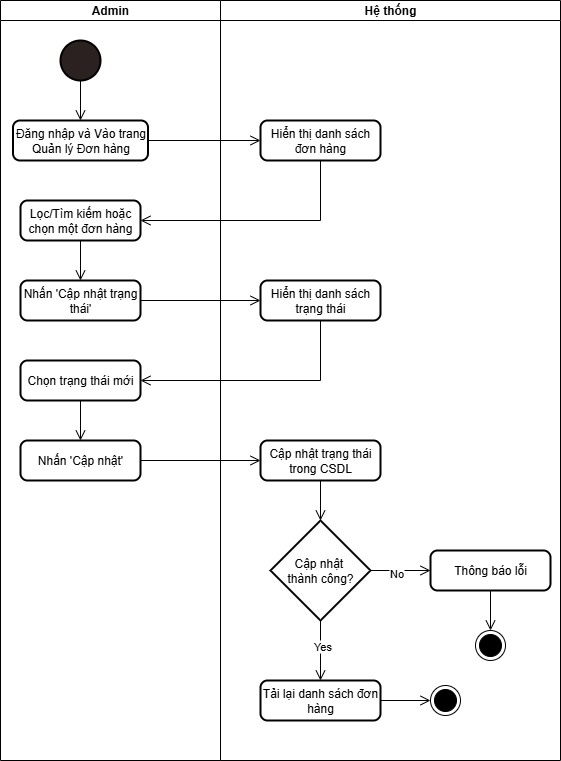 Admin
Hệ thống
Đăng nhập và Vào trang
Quản lý Đơn hàng
Hiển thị danh sách
đơn hàng
Lọc/Tìm kiếm hoặc
chọn một đơn hàng
Nhấn 'Cập nhật trạng
thái'
Hiển thị danh sách
trạng thái
Chọn trạng thái mới
Nhấn 'Cập nhật'
Cập nhật trạng thái
trong CSDL
Cập nhật
thành công?
No
Thông báo lỗi
Yes
Tải lại danh sách đơn
hàng